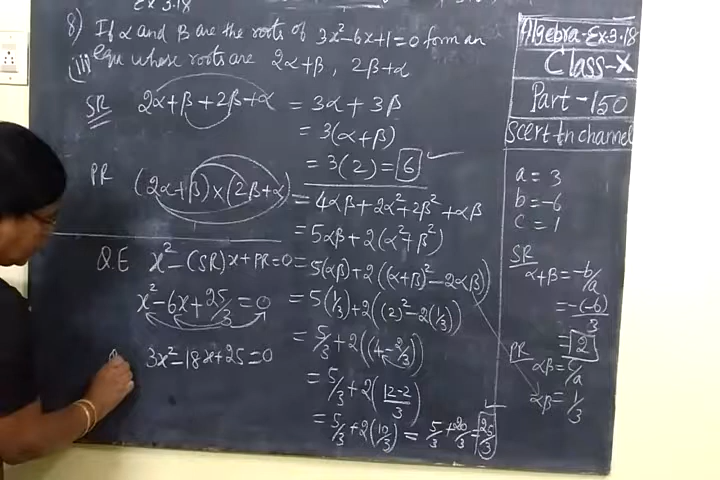 Ex 3.18
8) If α and β are the roots of 3x²-6x+1=0 form an
(iii) equ whose roots are 2α+β, 2β+α
SR 2α+β+2β+α = 3α+3β
= 3(α+β)
= 3(2) = 6
PR (2α+β)×(2β+α) = 4αβ+2α²+2β²+αβ
= 5αβ+2(α²+β²)
Q.E x²-(SR)x+PR=0 = 5(αβ)+2((α+β)²-2αβ)
x²-6x+25/3=0 = 5(1/3)+2((2)²-2(1/3))
= 5/3+2((4-2/3))
3x²-18x+25=0
= 5/3+2(12-2/3)
= 5/3+2(10/3) = 5/3+20/3=25/3
Algebra-Ex-3.18
Class-X
Part-150
SCERT tn channel
a = 3
b = -6
c = 1
SR
α+β = -b/a
= -(-6)/3
= 2
PR
αβ = c/a
αβ = 1/3